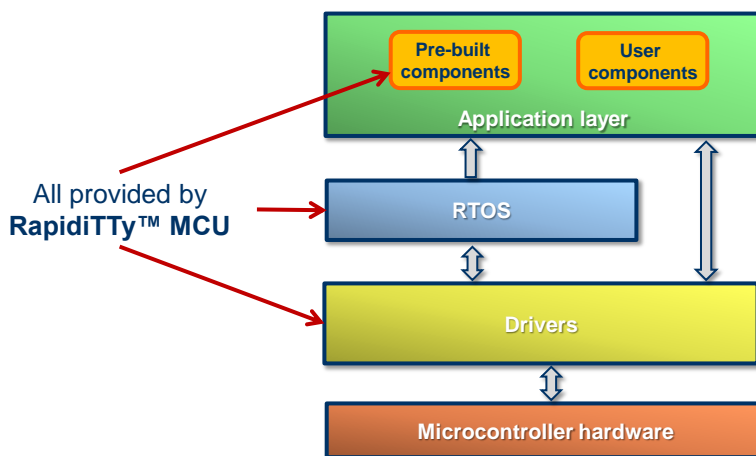 Pre-built
components
User
components
Application layer
All provided by
RapidiTTy™ MCU
RTOS
Drivers
Microcontroller hardware